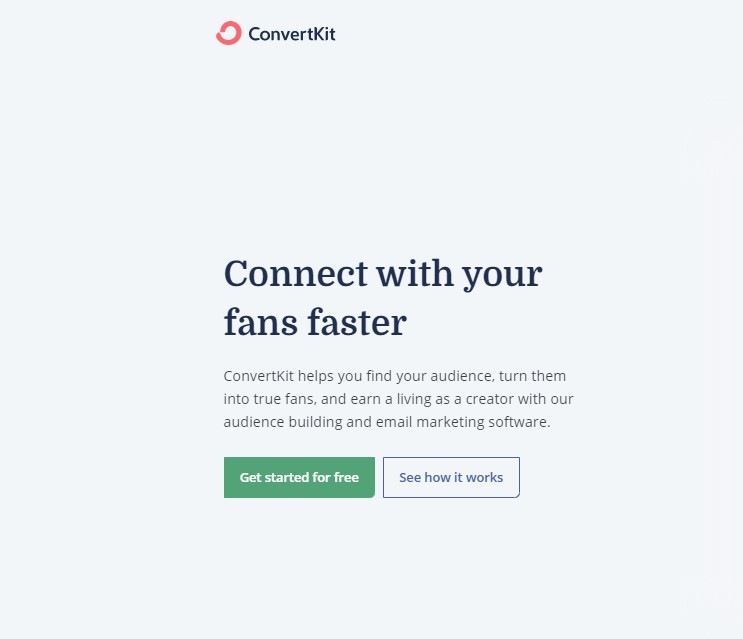 ConvertKit
Connect with your
fans faster
ConvertKit helps you find your audience, turn them
into true fans, and earn a living as a creator with our
audience building and email marketing software.
Get started for free
See how it works